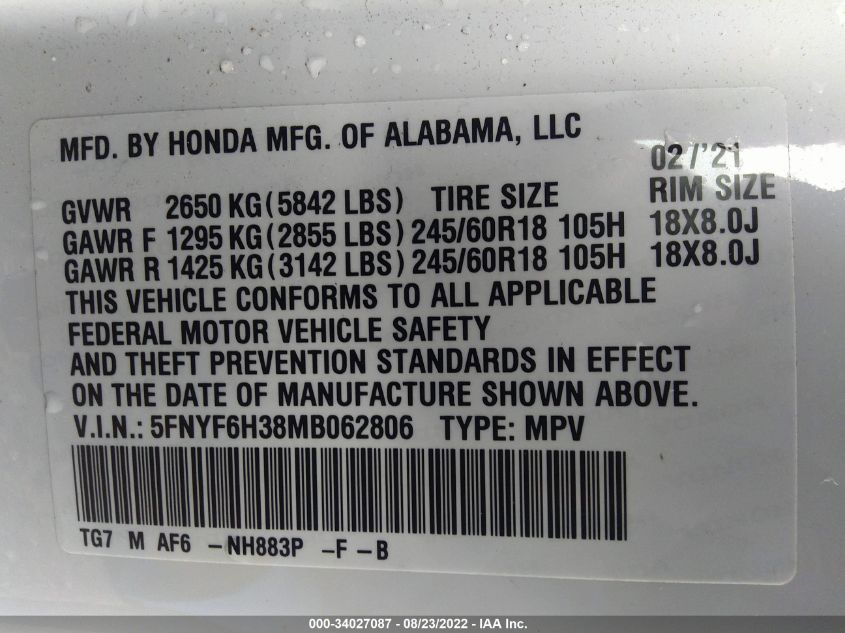 MFD. BY HONDA MFG. OF ALABAMA, LLC
02/'21
GVWR 2650 KG (5842 LBS) TIRE SIZE RIM SIZE
GAWR F 1295 KG (2855 LBS) 245/60R18 105H 18X8.0J
GAWR R 1425 KG (3142 LBS) 245/60R18 105H 18X8.0J
THIS VEHICLE CONFORMS TO ALL APPLICABLE
FEDERAL MOTOR VEHICLE SAFETY
AND THEFT PREVENTION STANDARDS IN EFFECT
ON THE DATE OF MANUFACTURE SHOWN ABOVE.
V.I.N.: 5FNYF6H38MB062806 TYPE: MPV
TG7 M AF6 -NH883P -F -B
000-34027087 - 08/23/2022 - IAA Inc.